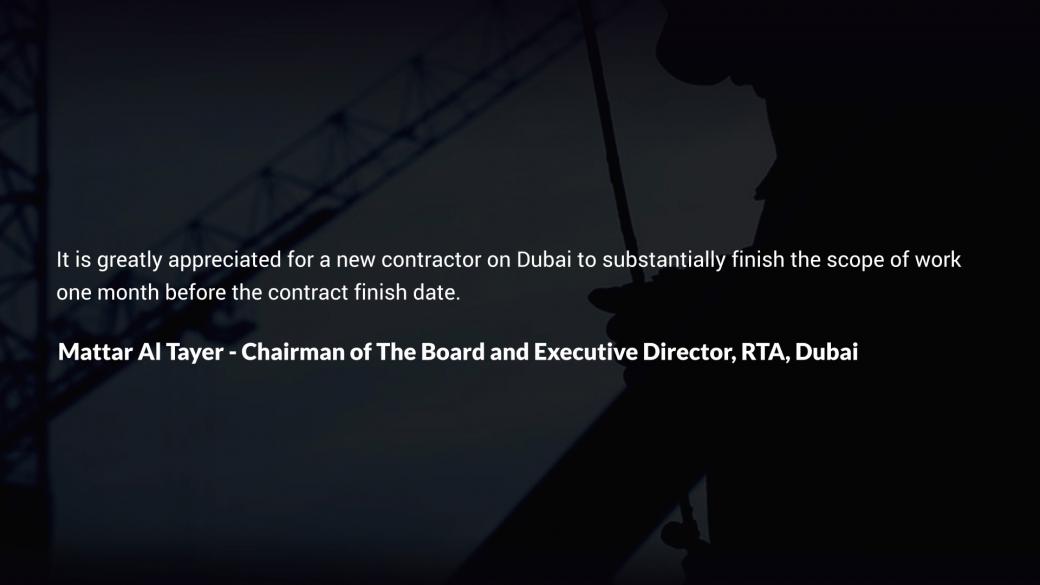 It is greatly appreciated for a new contractor on Dubai to substantially finish the scope of work
one month before the contract finish date.
Mattar Al Tayer - Chairman of The Board and Executive Director, RTA, Dubai